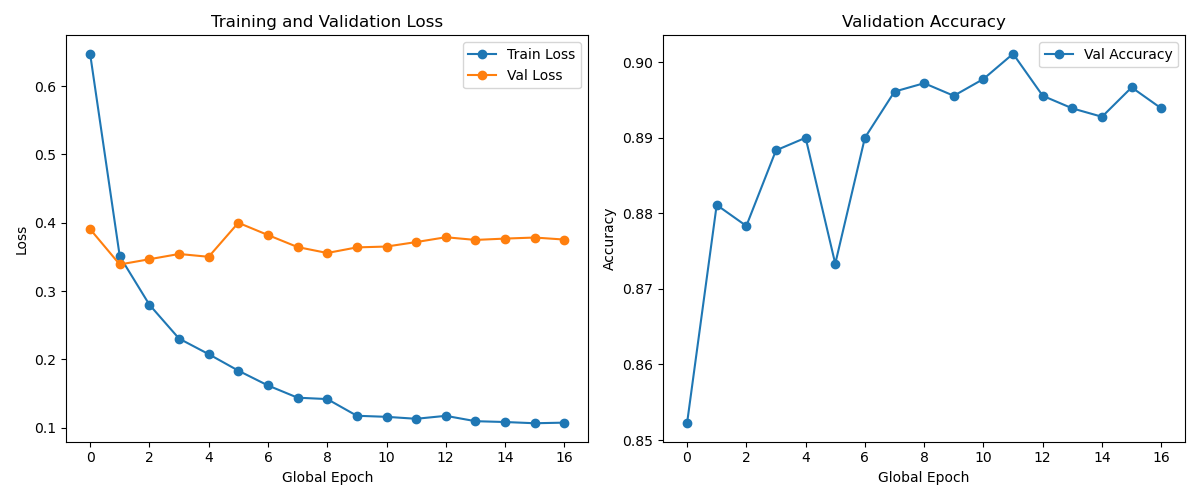 Training and Validation Loss
Train Loss
Val Loss
0.6
0.5
0.4
0.3
0.2
0.1
Loss
0 2 4 6 8 10 12 14 16
Global Epoch
Validation Accuracy
Val Accuracy
0.90
0.89
0.88
0.87
0.86
0.85
Accuracy
0 2 4 6 8 10 12 14 16
Global Epoch